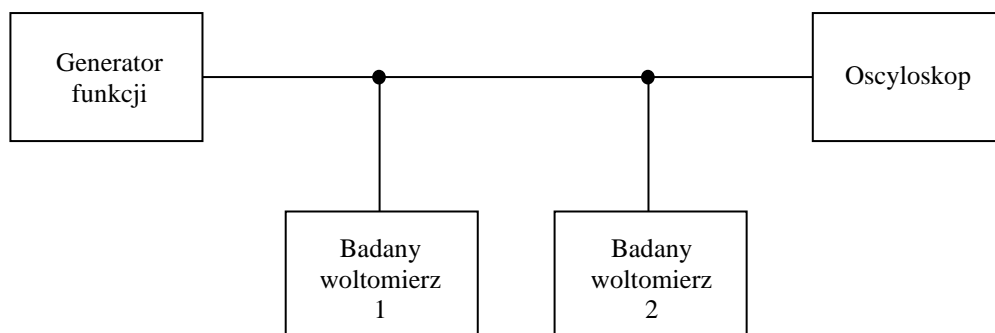 Generator
funkcji
Oscyloskop
Badany
woltomierz
1
Badany
woltomierz
2